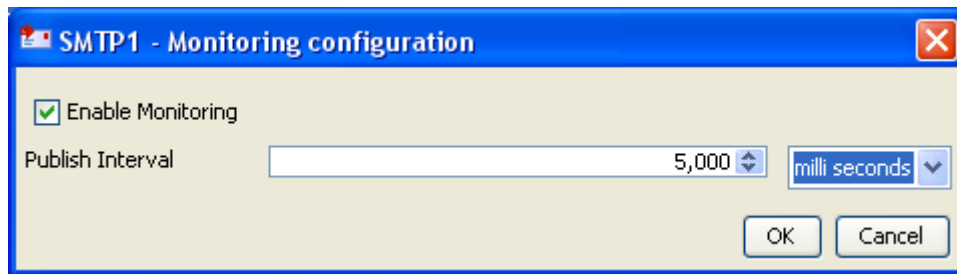 SMTP1 - Monitoring configuration
Enable Monitoring
Publish Interval 5,000 milli seconds
OK Cancel